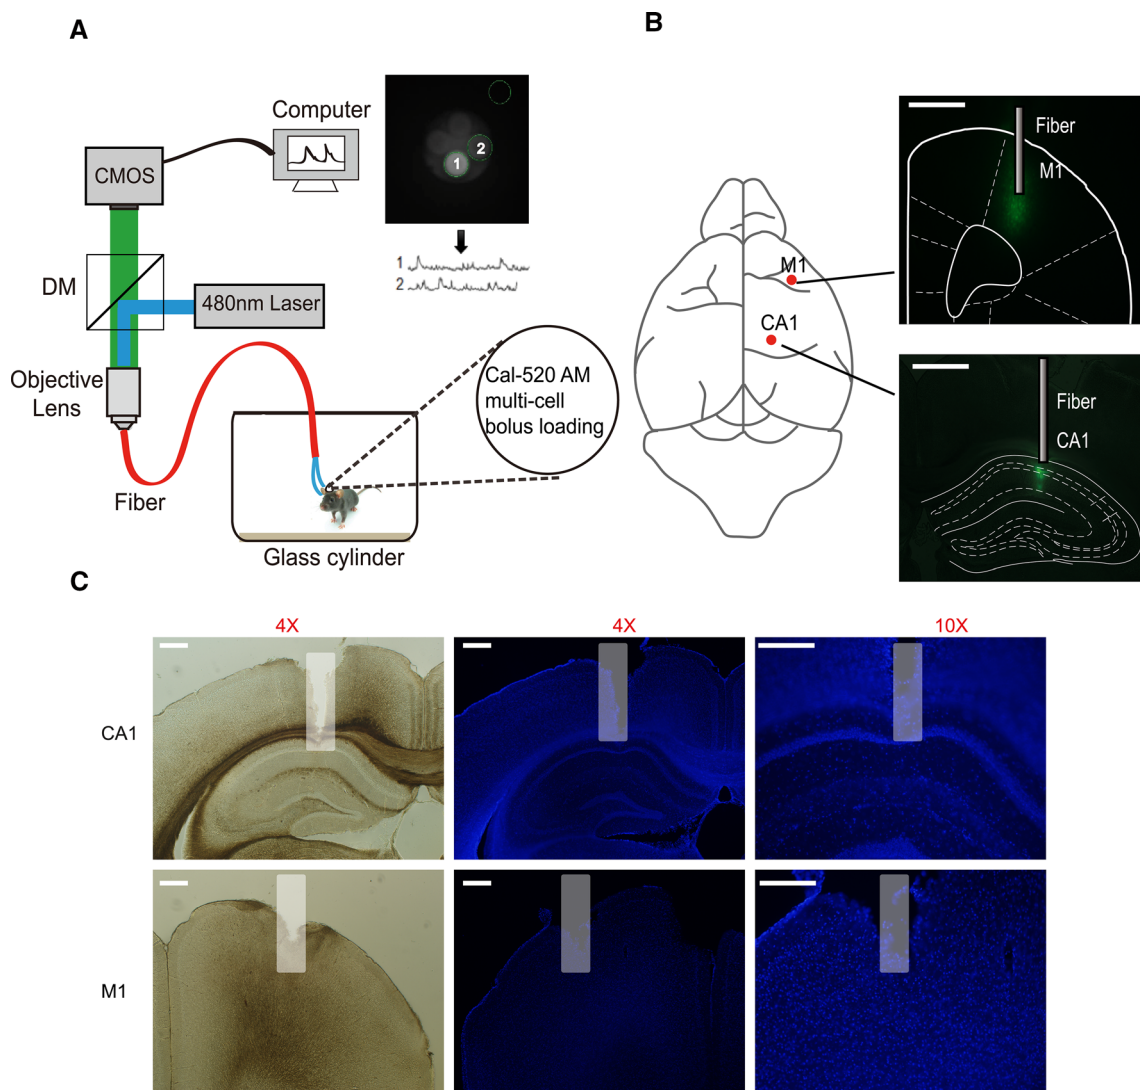 A
B
Computer
CMOS
1
2
DM
480nm Laser
1
2
Objective
Lens
Cal-520 AM
multi-cell
bolus loading
Fiber
Glass cylinder
M1
CA1
Fiber
M1
Fiber
CA1
C
4X
4X
10X
CA1
M1